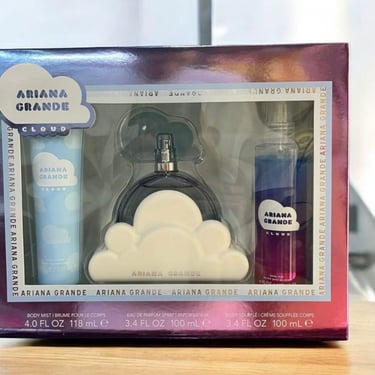 ARIANA
GRANDE
CLOUD
ARIANA GRANDE
ARIANA GRANDE
ARIANA GRANDE
ARIANA
GRANDE
CLOUD
ARIANA GRANDE
ARIANA
GRANDE
CLOUD
ARIANA GRANDE ARIANA GRANDE ARIANA GRANDE
BODY MIST / BRUME POUR LE CORPS
4.0 FL OZ 118 mL ℮
EAU DE PARFUM SPRAY / VAPORISATEUR
3.4 FL OZ 100 mL ℮
BODY SOUFFLÉ / CRÈME SOUFFLÉE CORPS
3.4 FL OZ 100 mL ℮